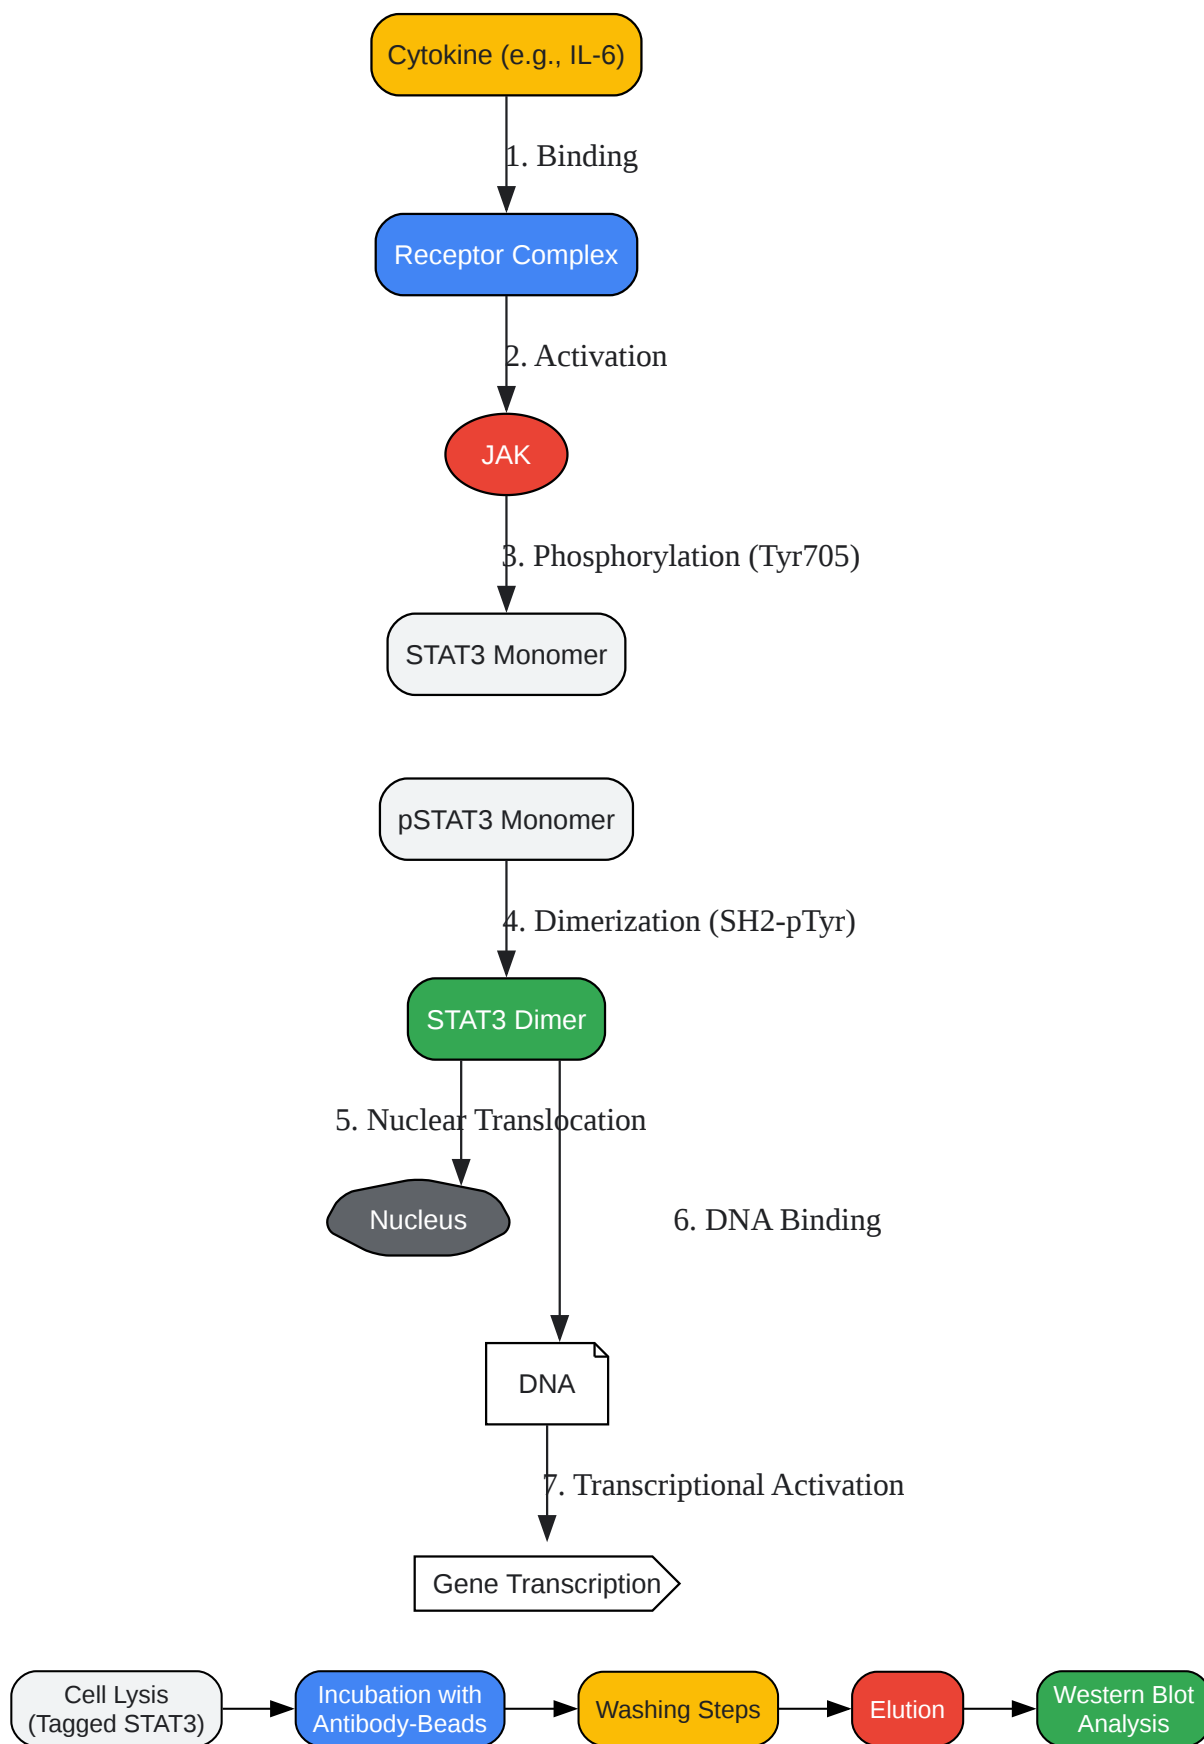 Cytokine (e.g., IL-6)
1. Binding
Receptor Complex
2. Activation
JAK
3. Phosphorylation (Tyr705)
STAT3 Monomer
pSTAT3 Monomer
4. Dimerization (SH2-pTyr)
STAT3 Dimer
5. Nuclear Translocation
Nucleus
6. DNA Binding
DNA
7. Transcriptional Activation
Gene Transcription
Cell Lysis
(Tagged STAT3)
Incubation with
Antibody-Beads
Washing Steps
Elution
Western Blot
Analysis